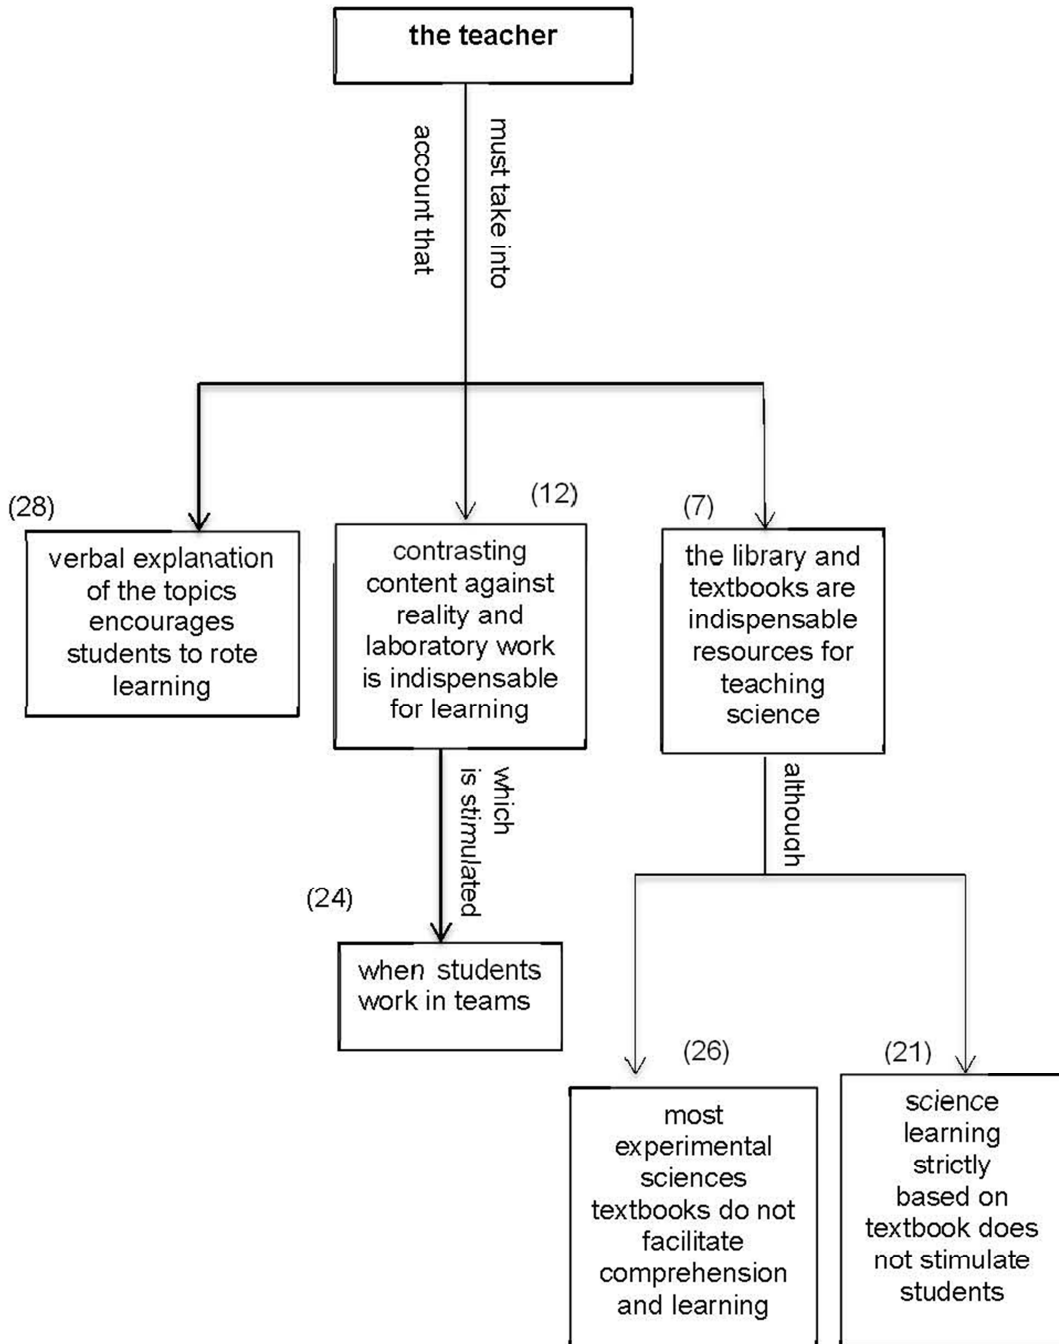 the teacher
must take into
account that
(28)
verbal explanation
of the topics
encourages
students to rote
learning
(12)
contrasting
content against
reality and
laboratory work
is indispensable
for learning
(7)
the library and
textbooks are
indispensable
resources for
teaching
science
which
is stimulated
although
(24)
when students
work in teams
(26)
most
experimental
sciences
textbooks do not
facilitate
comprehension
and learning
(21)
science
learning
strictly
based on
textbook does
not stimulate
students